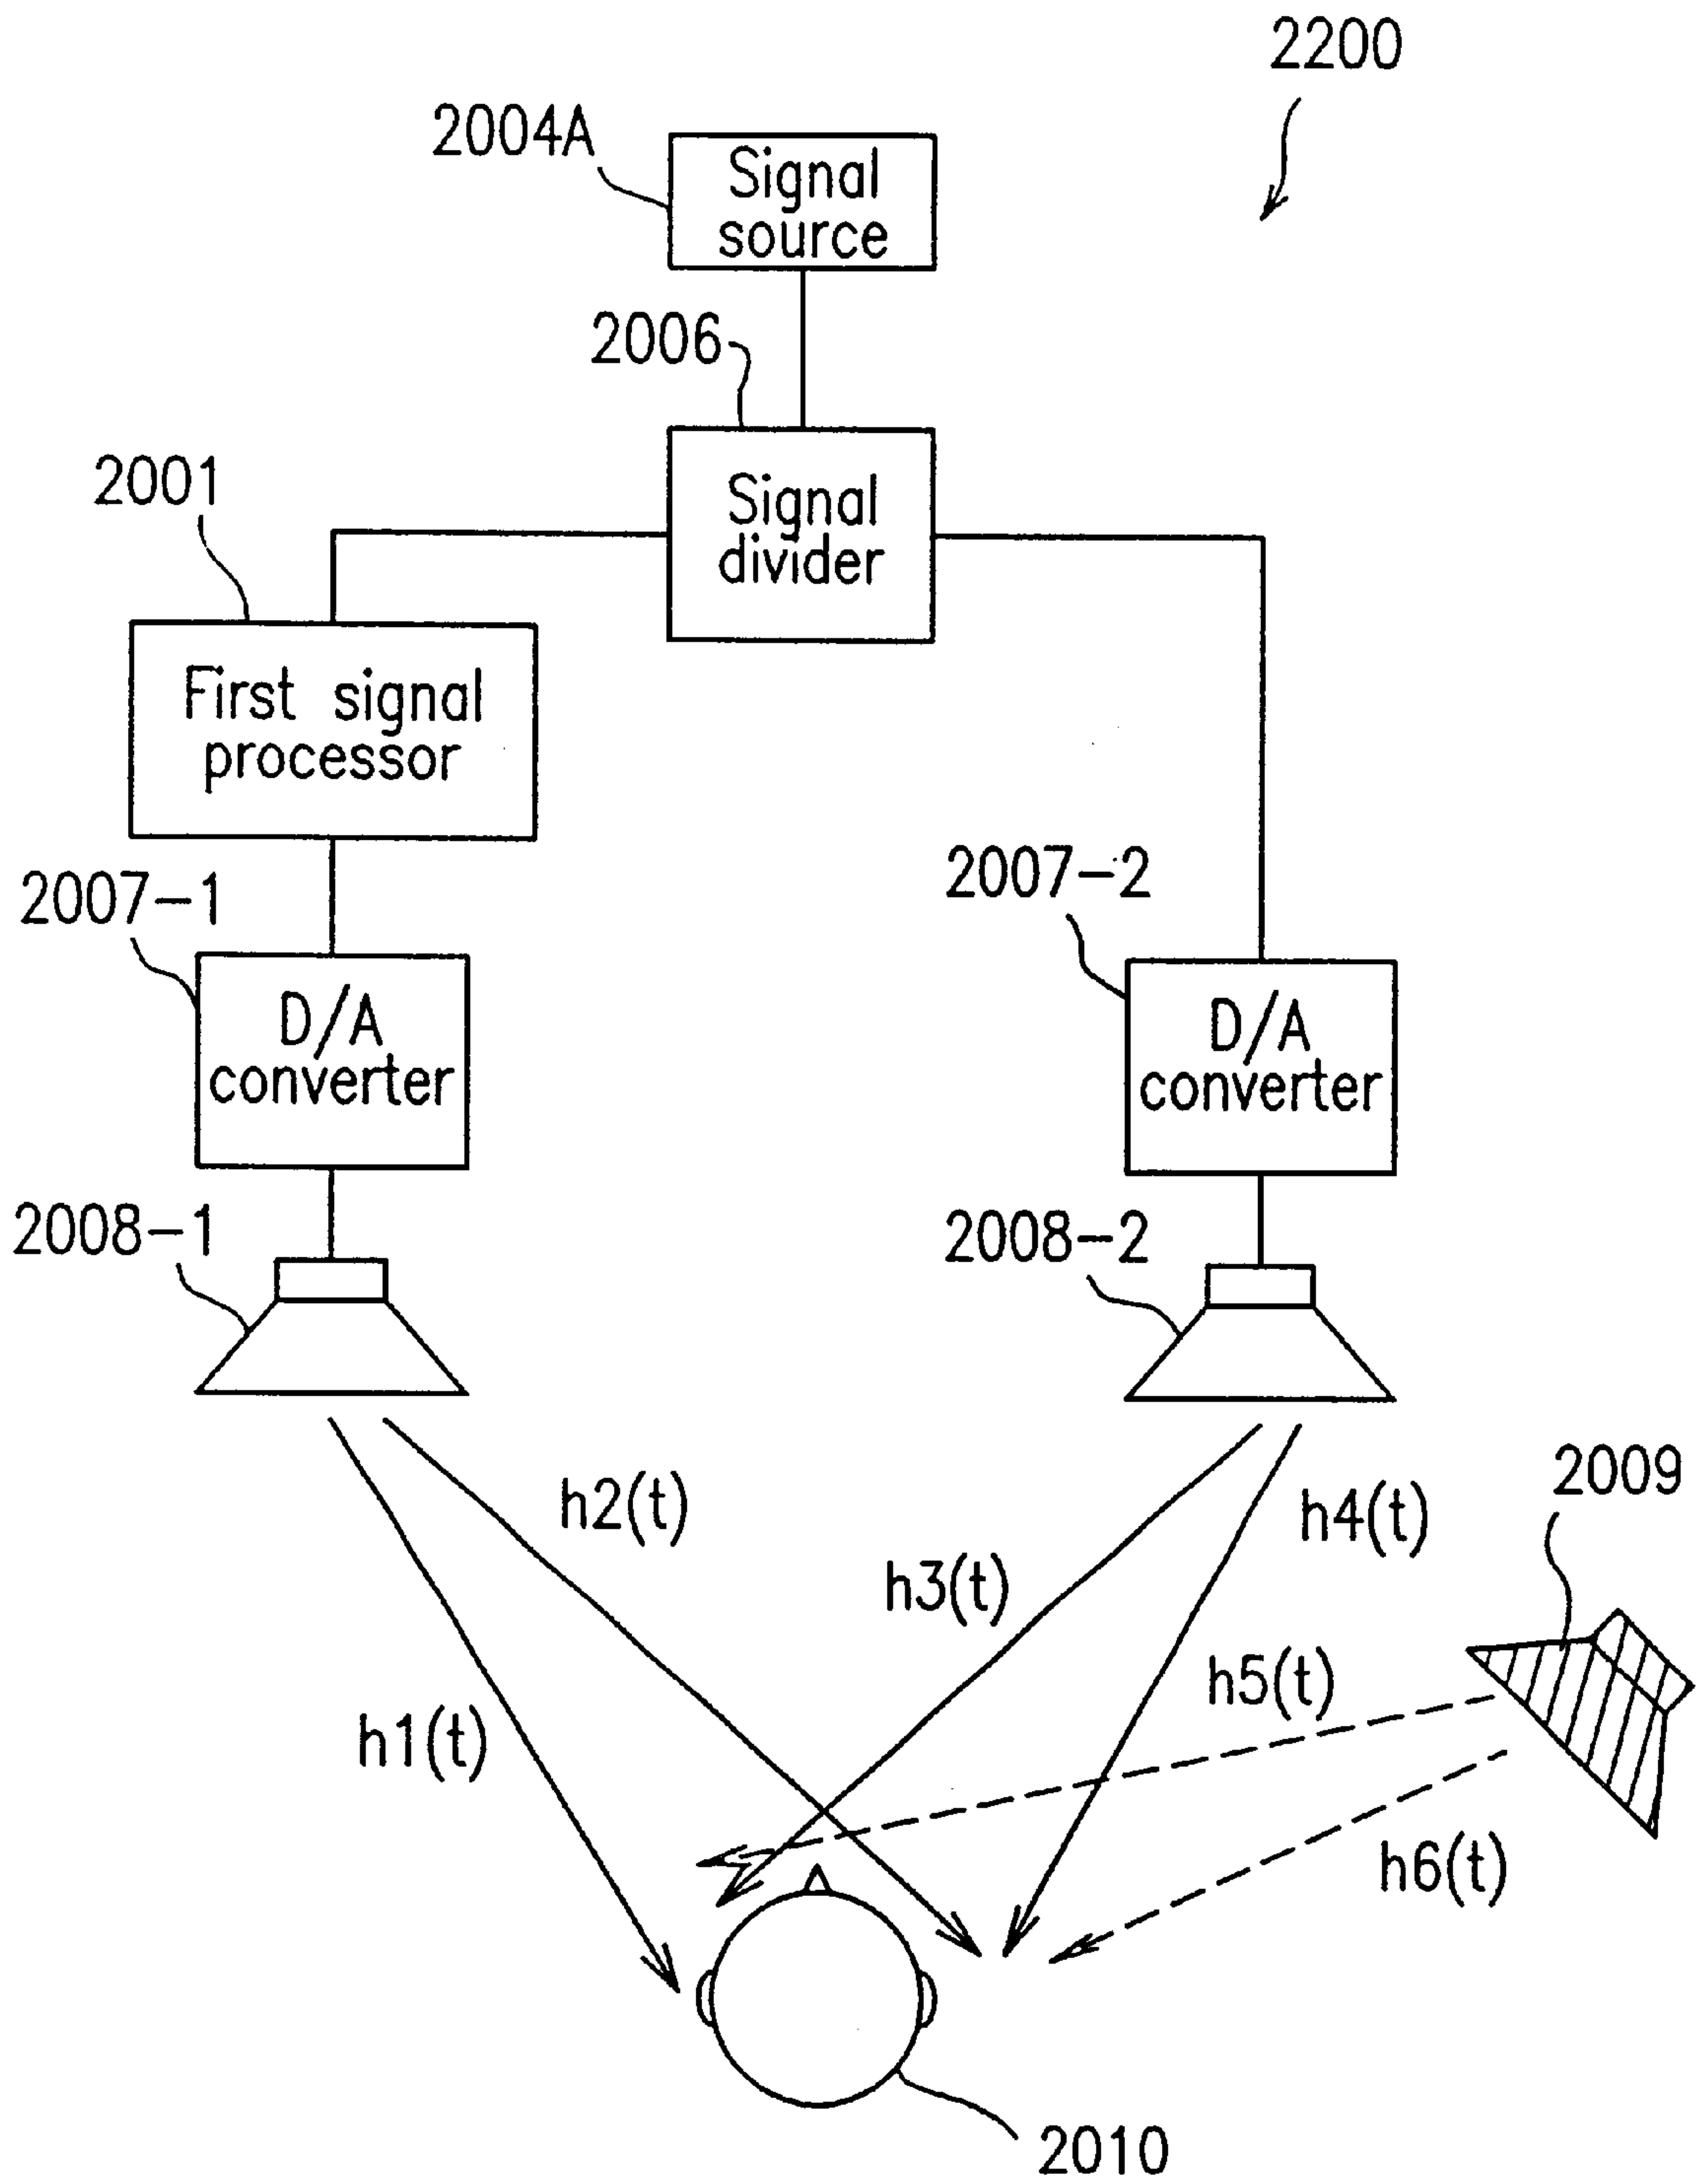 2200
2004A
Signal
source
2006
2001
Signal
divider
First signal
processor
2007-1
2007-2
D/A
converter
D/A
converter
2008-1
2008-2
2009
h2(t)
h4(t)
h3(t)
h5(t)
h1(t)
h6(t)
2010